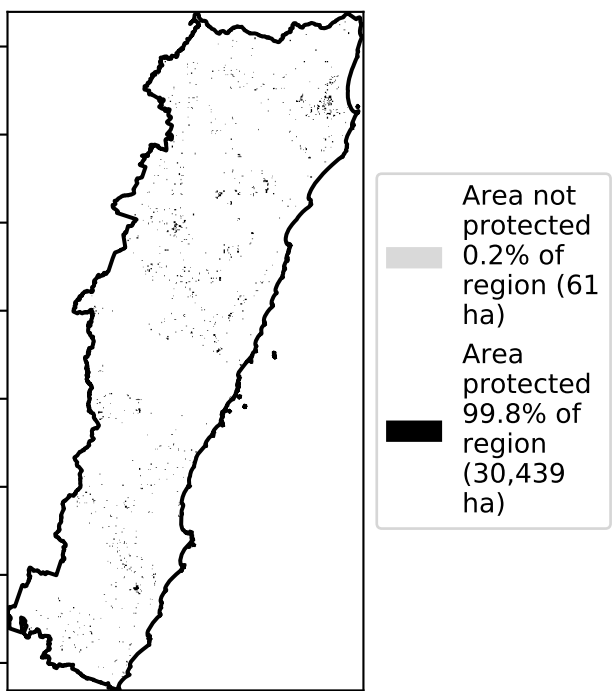 Area not
protected
0.2% of
region (61
ha)
Area
protected
99.8% of
region
(30,439
ha)